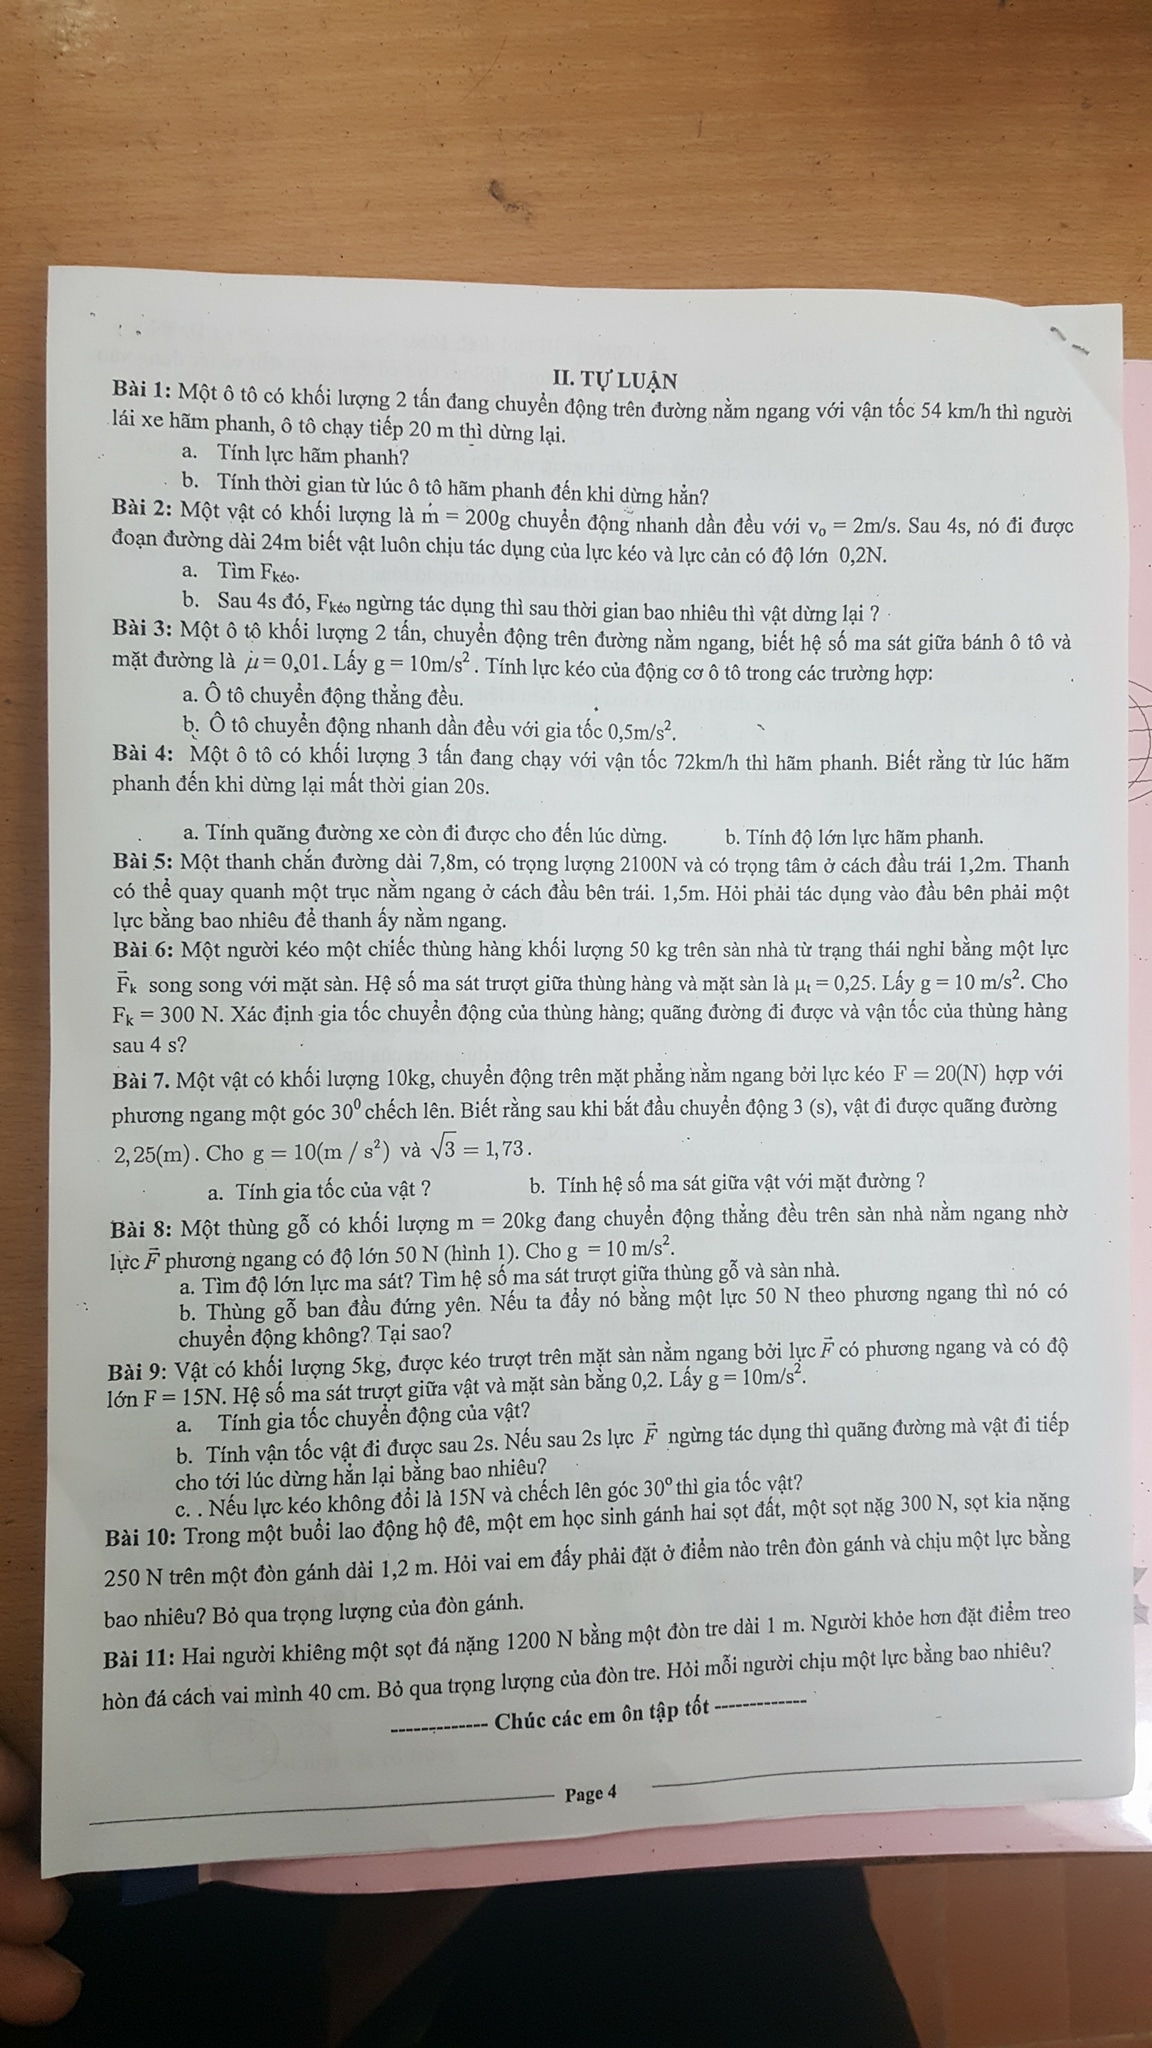 II. TỰ LUẬN
Bài 1: Một ô tô có khối lượng 2 tấn đang chuyển động trên đường nằm ngang với vận tốc 54 km/h thì người
lái xe hãm phanh, ô tô chạy tiếp 20 m thì dừng lại.
a. Tính lực hãm phanh?
b. Tính thời gian từ lúc ô tô hãm phanh đến khi dừng hẳn?
Bài 2: Một vật có khối lượng là m = 200g chuyển động nhanh dần đều với v₀ = 2m/s. Sau 4s, nó đi được
đoạn đường dài 24m biết vật luôn chịu tác dụng của lực kéo và lực cản có độ lớn 0,2N.
a. Tìm Fkéo.
b. Sau 4s đó, Fkéo ngừng tác dụng thì sau thời gian bao nhiêu thì vật dừng lại ?
Bài 3: Một ô tô khối lượng 2 tấn, chuyển động trên đường nằm ngang, biết hệ số ma sát giữa bánh ô tô và
mặt đường là μ = 0,01. Lấy g = 10m/s². Tính lực kéo của động cơ ô tô trong các trường hợp:
a. Ô tô chuyển động thẳng đều.
b. Ô tô chuyển động nhanh dần đều với gia tốc 0,5m/s².
Bài 4: Một ô tô có khối lượng 3 tấn đang chạy với vận tốc 72km/h thì hãm phanh. Biết rằng từ lúc hãm
phanh đến khi dừng lại mất thời gian 20s.
a. Tính quãng đường xe còn đi được cho đến lúc dừng. b. Tính độ lớn lực hãm phanh.
Bài 5: Một thanh chắn đường dài 7,8m, có trọng lượng 2100N và có trọng tâm ở cách đầu trái 1,2m. Thanh
có thể quay quanh một trục nằm ngang ở cách đầu bên trái. 1,5m. Hỏi phải tác dụng vào đầu bên phải một
lực bằng bao nhiêu để thanh ấy nằm ngang.
Bài 6: Một người kéo một chiếc thùng hàng khối lượng 50 kg trên sàn nhà từ trạng thái nghỉ bằng một lực
F⃗k song song với mặt sàn. Hệ số ma sát trượt giữa thùng hàng và mặt sàn là μt = 0,25. Lấy g = 10 m/s². Cho
Fk = 300 N. Xác định gia tốc chuyển động của thùng hàng; quãng đường đi được và vận tốc của thùng hàng
sau 4 s?
Bài 7. Một vật có khối lượng 10kg, chuyển động trên mặt phẳng nằm ngang bởi lực kéo F = 20(N) hợp với
phương ngang một góc 30⁰ chếch lên. Biết rằng sau khi bắt đầu chuyển động 3 (s), vật đi được quãng đường
2,25(m). Cho g = 10(m / s²) và √3 = 1,73.
a. Tính gia tốc của vật ? b. Tính hệ số ma sát giữa vật với mặt đường ?
Bài 8: Một thùng gỗ có khối lượng m = 20kg đang chuyển động thẳng đều trên sàn nhà nằm ngang nhờ
lực F⃗ phương ngang có độ lớn 50 N (hình 1). Cho g = 10 m/s².
a. Tìm độ lớn lực ma sát? Tìm hệ số ma sát trượt giữa thùng gỗ và sàn nhà.
b. Thùng gỗ ban đầu đứng yên. Nếu ta đẩy nó bằng một lực 50 N theo phương ngang thì nó có
chuyển động không? Tại sao?
Bài 9: Vật có khối lượng 5kg, được kéo trượt trên mặt sàn nằm ngang bởi lực F⃗ có phương ngang và có độ
lớn F = 15N. Hệ số ma sát trượt giữa vật và mặt sàn bằng 0,2. Lấy g = 10m/s².
a. Tính gia tốc chuyển động của vật?
b. Tính vận tốc vật đi được sau 2s. Nếu sau 2s lực F⃗ ngừng tác dụng thì quãng đường mà vật đi tiếp
cho tới lúc dừng hẳn lại bằng bao nhiêu?
c. . Nếu lực kéo không đổi là 15N và chếch lên góc 30⁰ thì gia tốc vật?
Bài 10: Trong một buổi lao động hộ đê, một em học sinh gánh hai sọt đất, một sọt nặg 300 N, sọt kia nặng
250 N trên một đòn gánh dài 1,2 m. Hỏi vai em đấy phải đặt ở điểm nào trên đòn gánh và chịu một lực bằng
bao nhiêu? Bỏ qua trọng lượng của đòn gánh.
Bài 11: Hai người khiêng một sọt đá nặng 1200 N bằng một đòn tre dài 1 m. Người khỏe hơn đặt điểm treo
hòn đá cách vai mình 40 cm. Bỏ qua trọng lượng của đòn tre. Hỏi mỗi người chịu một lực bằng bao nhiêu?
------------- Chúc các em ôn tập tốt -------------
Page 4